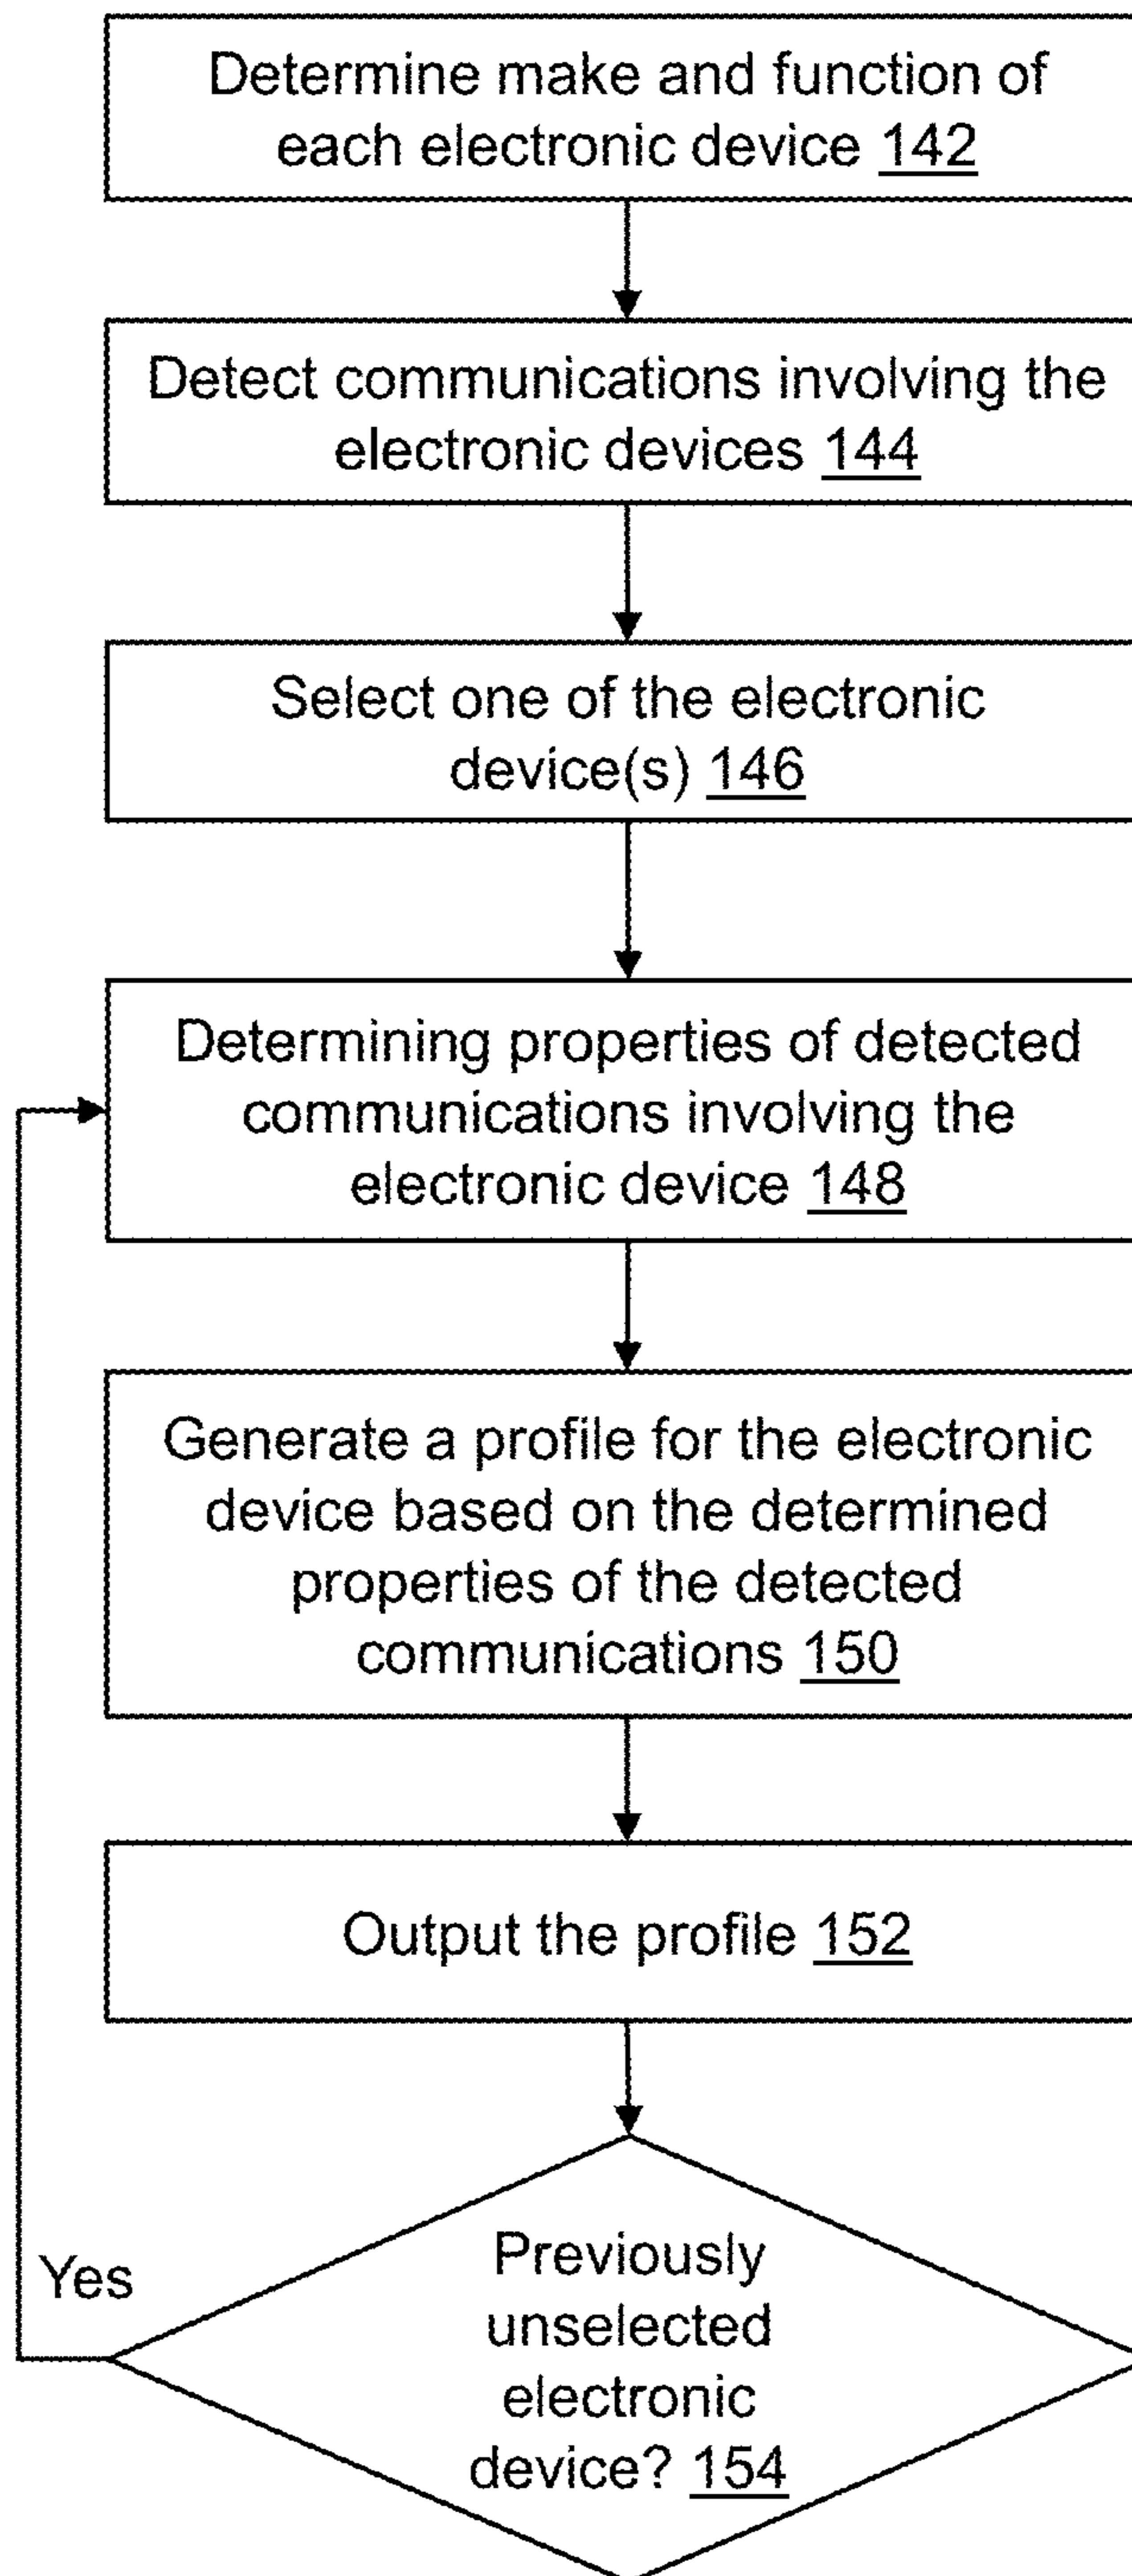 Determine make and function of
each electronic device 142
Detect communications involving the
electronic devices 144
Select one of the electronic
device(s) 146
Determining properties of detected
communications involving the
electronic device 148
Generate a profile for the electronic
device based on the determined
properties of the detected
communications 150
Output the profile 152
Yes
Previously
unselected
electronic
device? 154